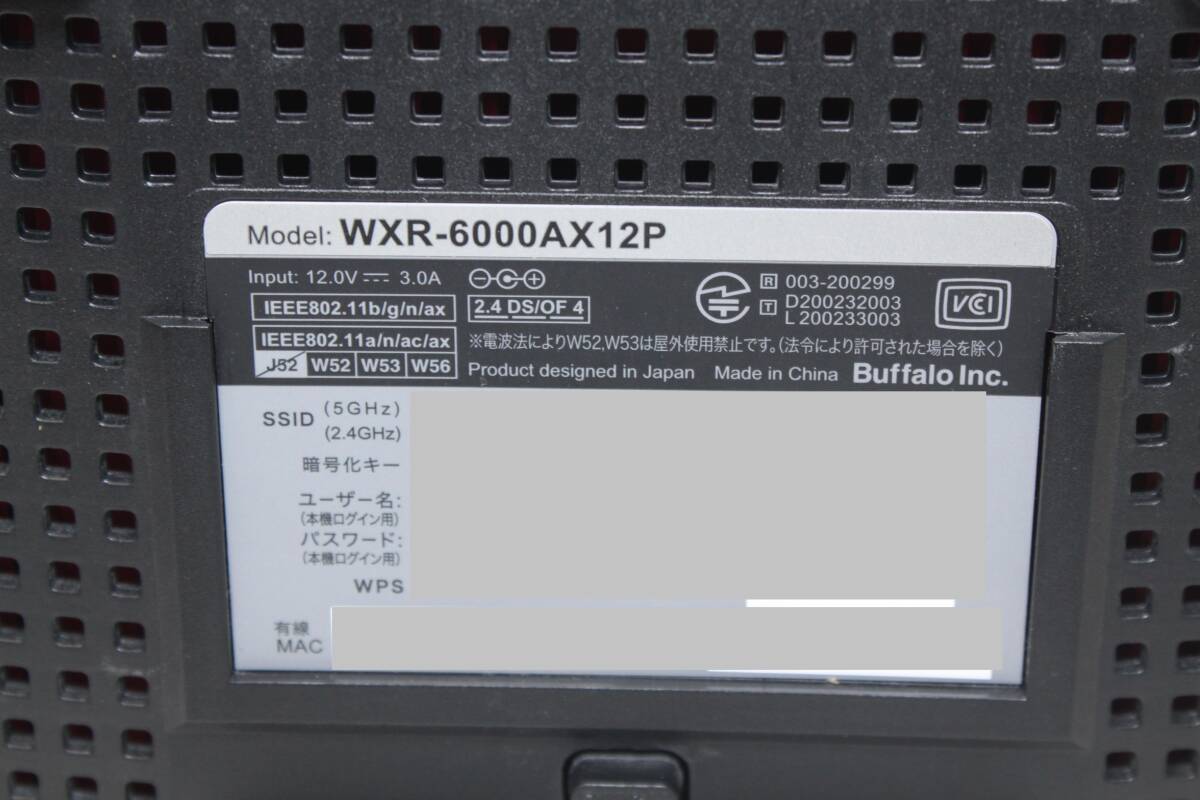 Model: WXR-6000AX12P
Input: 12.0V⎓ 3.0A
R 003-200299
T D200232003
L 200233003
VCI
IEEE802.11b/g/n/ax
2.4 DS/OF 4
IEEE802.11a/n/ac/ax
J52 W52 W53 W56
※電波法によりW52,W53は屋外使用禁止です。(法令により許可された場合を除く)
Product designed in Japan Made in China Buffalo Inc.
SSID (5GHz)
(2.4GHz)
暗号化キー
ユーザー名:
(本機ログイン用)
パスワード:
(本機ログイン用)
WPS
有線
MAC